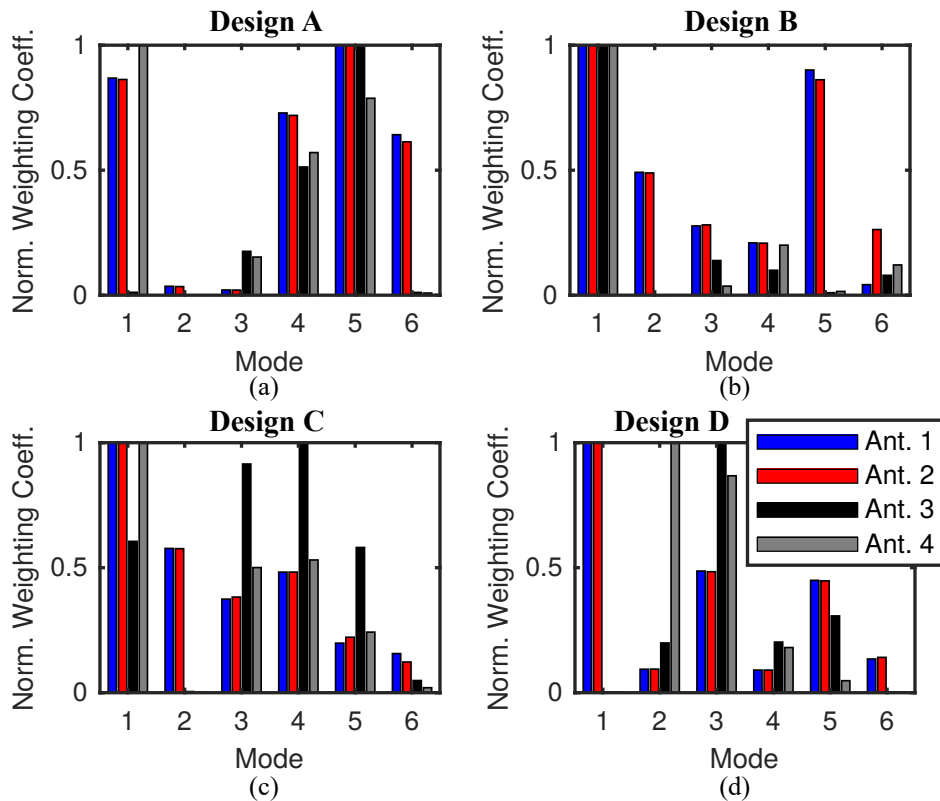 Design A
Norm. Weighting Coeff.
1
0.5
0
1 2 3 4 5 6
Mode
(a)
Design B
Norm. Weighting Coeff.
1
0.5
0
1 2 3 4 5 6
Mode
(b)
Design C
Norm. Weighting Coeff.
1
0.5
0
1 2 3 4 5 6
Mode
(c)
Design D
Norm. Weighting Coeff.
1
0.5
0
1 2 3 4 5 6
Mode
(d)
Ant. 1
Ant. 2
Ant. 3
Ant. 4